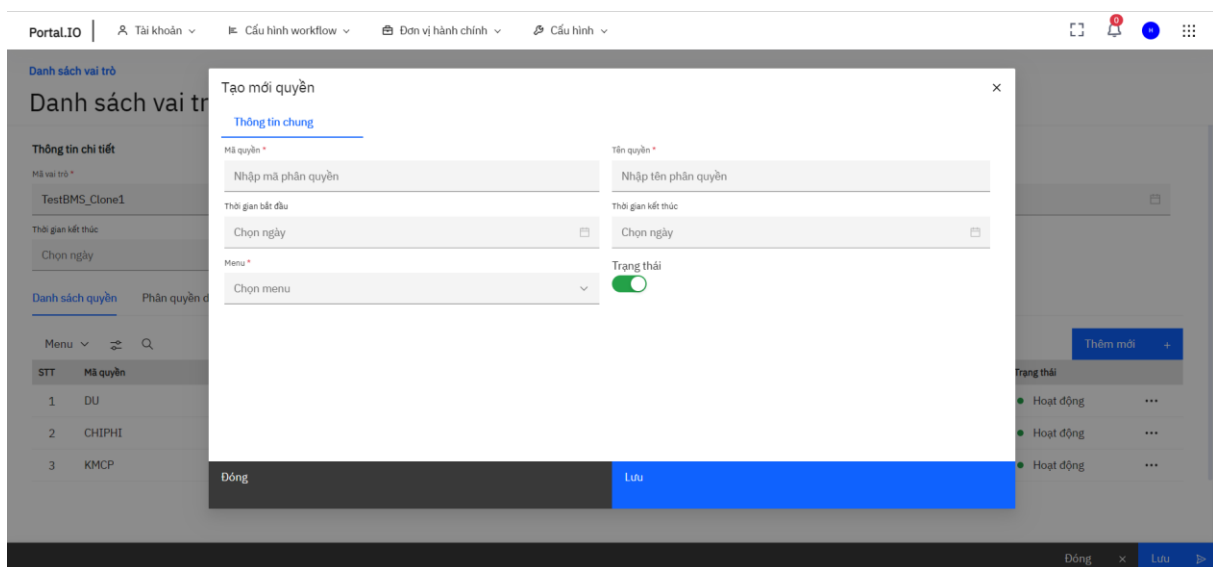 Portal.IO
Tài khoản
Cấu hình workflow
Đơn vị hành chính
Cấu hình
0
H
Danh sách vai trò
Danh sách vai tr
Tạo mới quyền
Thông tin chung
Thông tin chi tiết
Mã vai trò *
TestBMS_Clone1
Thời gian kết thúc
Chọn ngày
Mã quyền *
Tên quyền *
Nhập mã phân quyền
Nhập tên phân quyền
Thời gian bắt đầu
Thời gian kết thúc
Chọn ngày
Chọn ngày
Menu *
Trạng thái
Chọn menu
Danh sách quyền
Phân quyền d
Menu
Thêm mới +
STT Mã quyền Trạng thái
1 DU Hoạt động
2 CHIPHI Hoạt động
3 KMCP Hoạt động
Đóng
Lưu
Đóng
Lưu